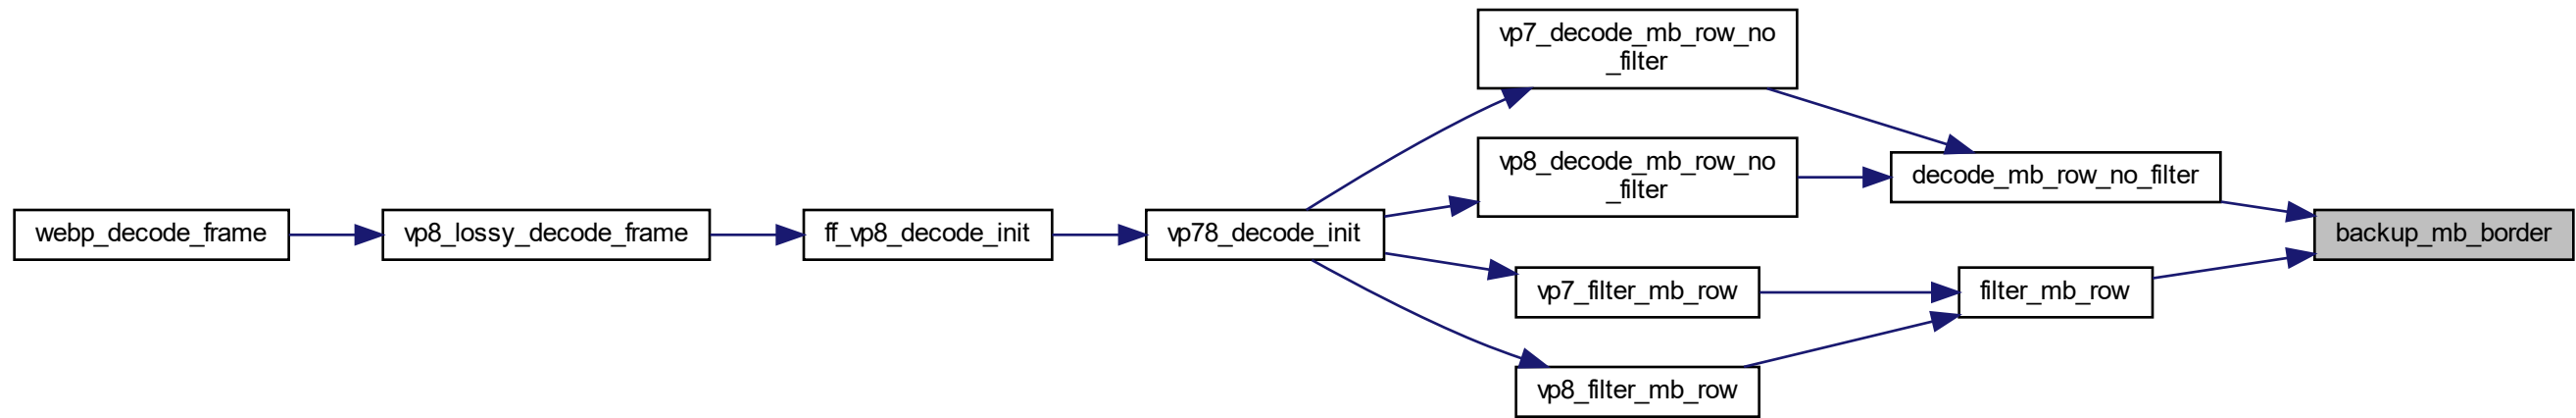 vp7_decode_mb_row_no
_filter
vp8_decode_mb_row_no
_filter
decode_mb_row_no_filter
webp_decode_frame
vp8_lossy_decode_frame
ff_vp8_decode_init
vp78_decode_init
backup_mb_border
vp7_filter_mb_row
filter_mb_row
vp8_filter_mb_row